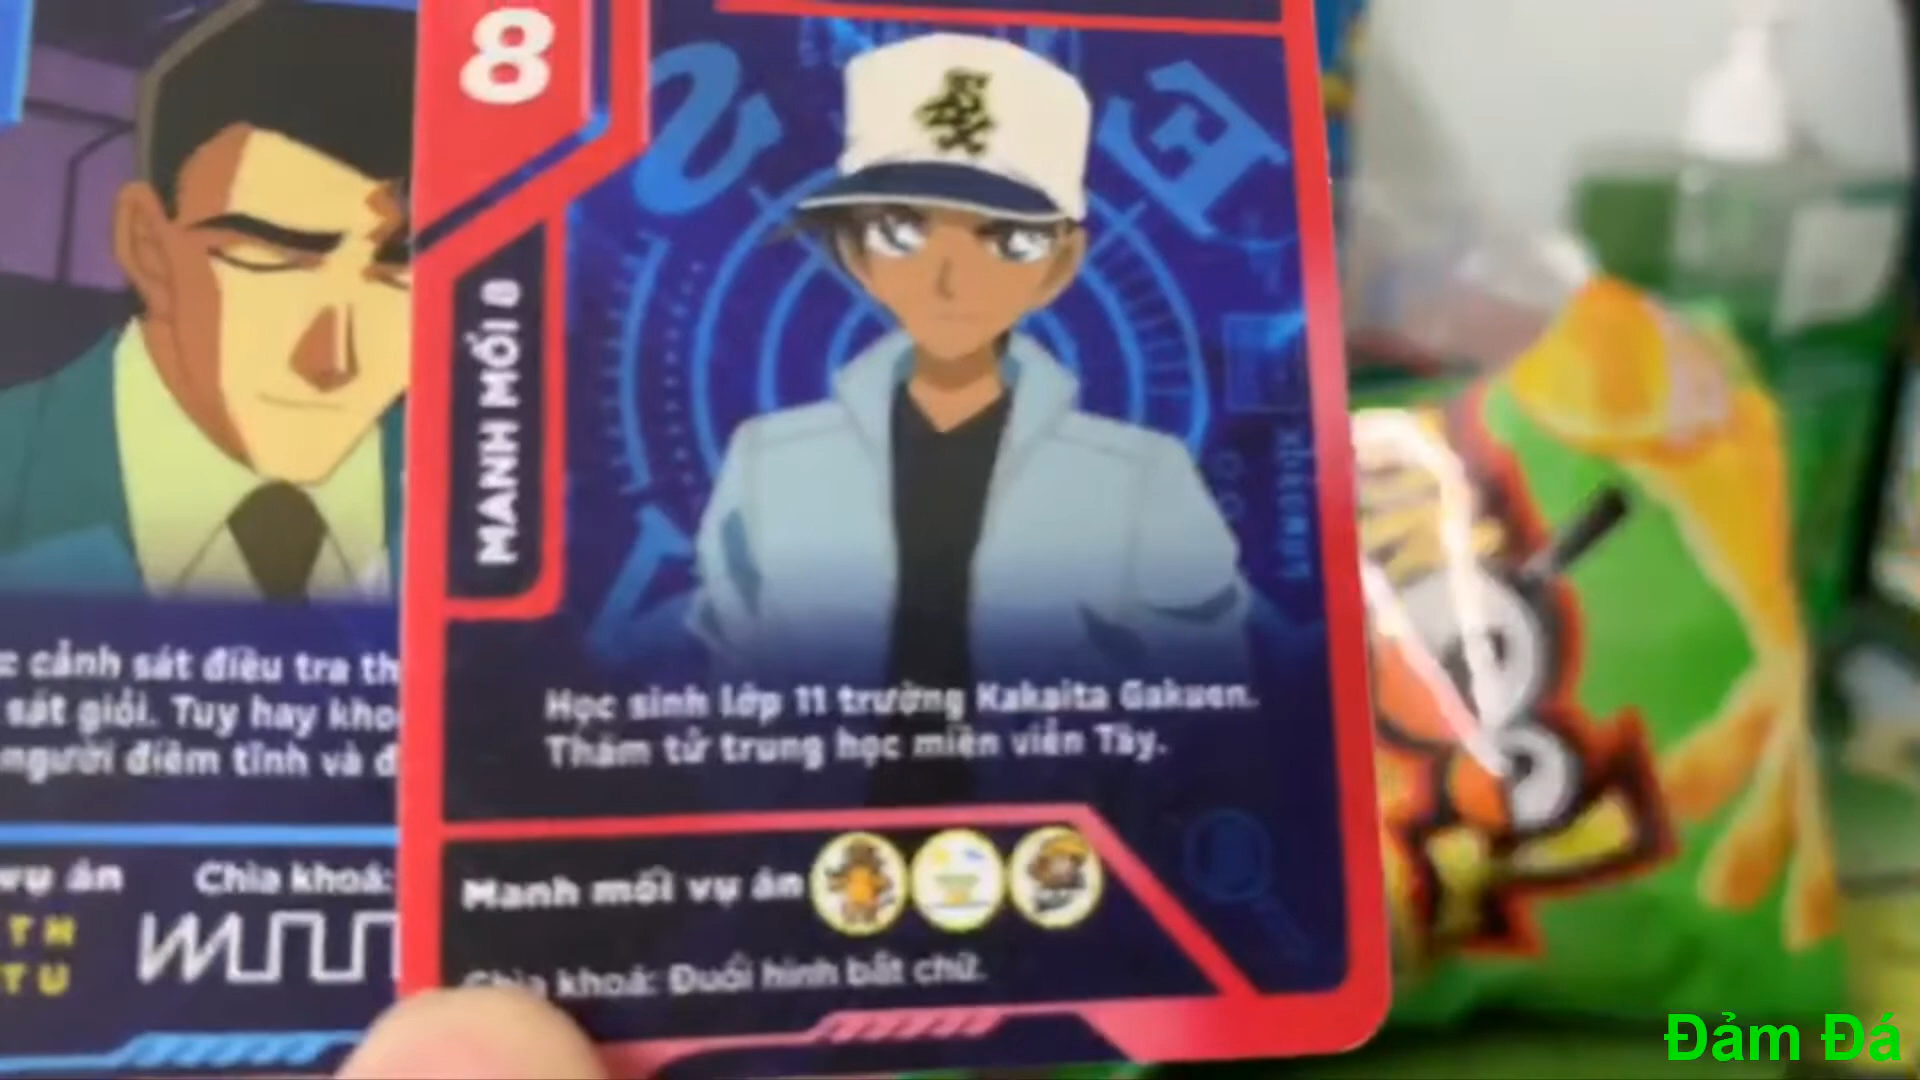 8
MANH MỐI 8
Học sinh lớp 11 trường Kakaita Gakuen.
Thám tử trung học miền viễn Tây.
Manh mối vụ án
Chìa khoá: Đuổi hình bắt chữ.
cảnh sát điều tra th
sát giỏi. Tuy hay kho
người điềm tĩnh và đ
vụ án
Chìa khoá:
T H
T U
Đảm Đá